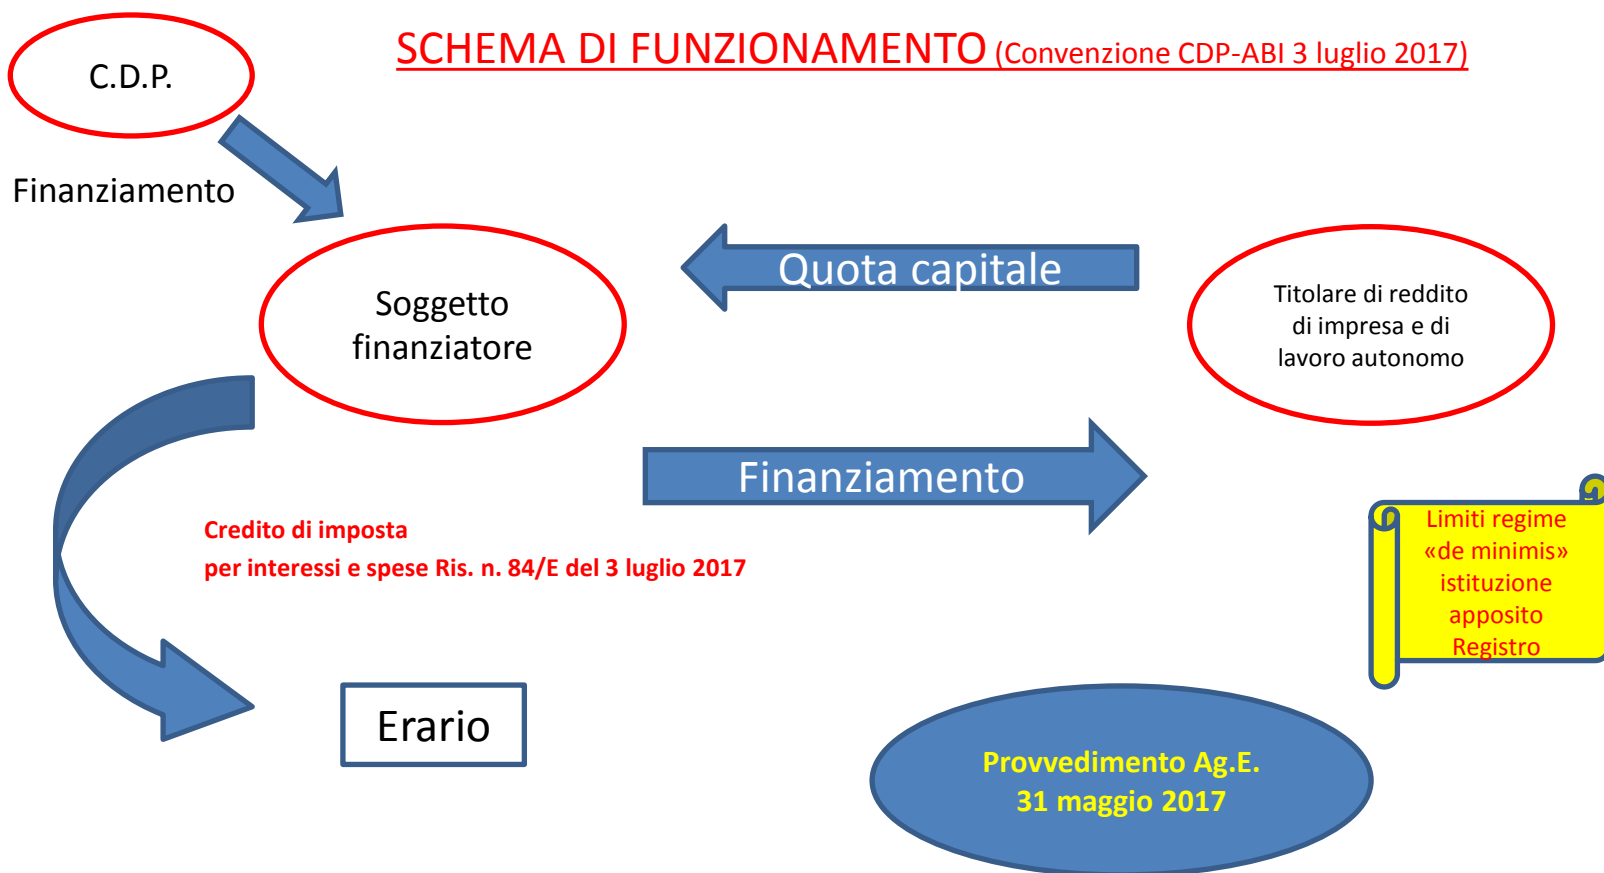 SCHEMA DI FUNZIONAMENTO (Convenzione CDP-ABI 3 luglio 2017)
C.D.P.
Finanziamento
Quota capitale
Soggetto
finanziatore
Titolare di reddito
di impresa e di
lavoro autonomo
Finanziamento
Credito di imposta
per interessi e spese Ris. n. 84/E del 3 luglio 2017
Limiti regime
«de minimis»
istituzione
apposito
Registro
Erario
Provvedimento Ag.E.
31 maggio 2017